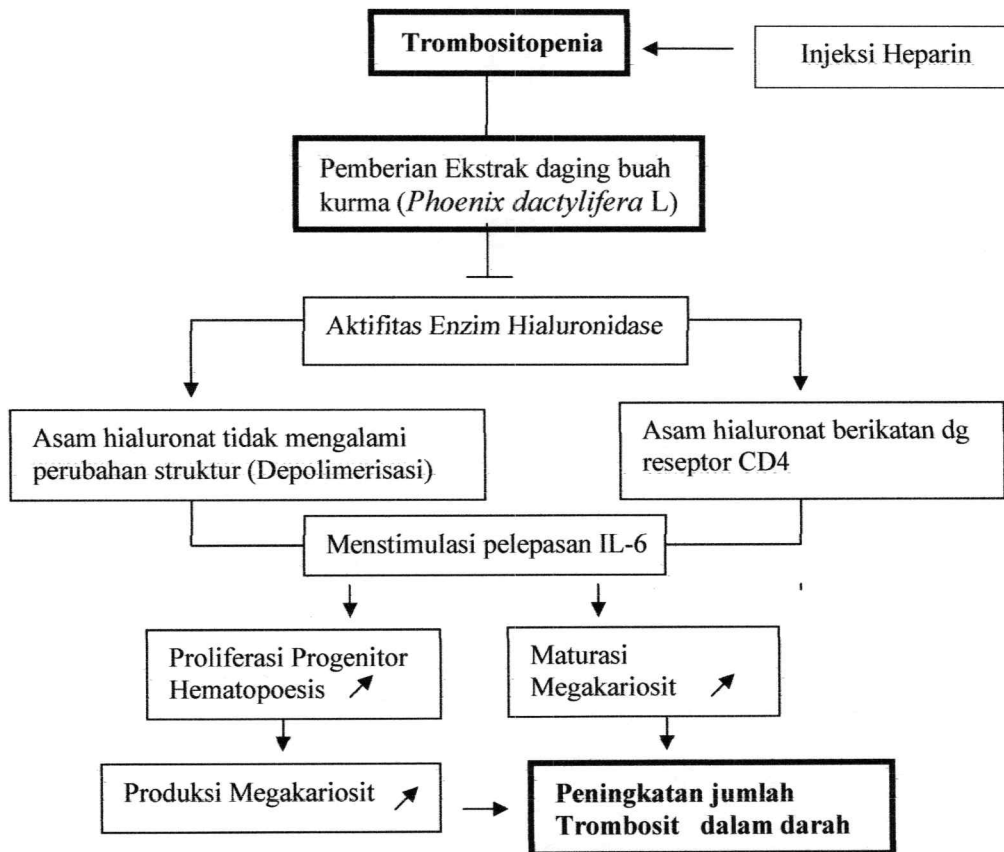 Trombositopenia
Injeksi Heparin
Pemberian Ekstrak daging buah
kurma (Phoenix dactylifera L)
Aktifitas Enzim Hialuronidase
Asam hialuronat tidak mengalami
perubahan struktur (Depolimerisasi)
Asam hialuronat berikatan dg
reseptor CD4
Menstimulasi pelepasan IL-6
Proliferasi Progenitor
Hematopoesis
Maturasi
Megakariosit
Produksi Megakariosit
Peningkatan jumlah
Trombosit dalam darah